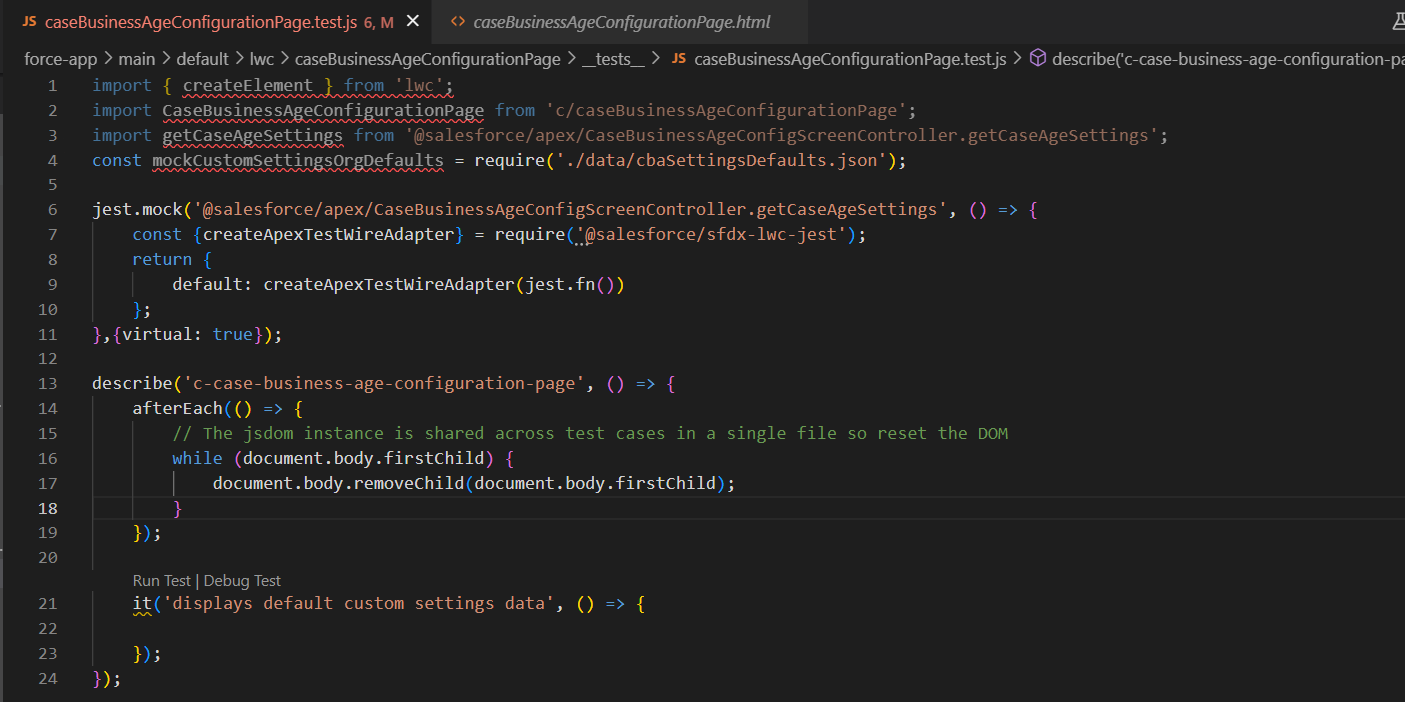 JS caseBusinessAgeConfigurationPage.test.js 6, M × <> caseBusinessAgeConfigurationPage.html
force-app > main > default > lwc > caseBusinessAgeConfigurationPage > __tests__ > JS caseBusinessAgeConfigurationPage.test.js > describe('c-case-business-age-configuration-pa
1 import { createElement } from 'lwc';
2 import CaseBusinessAgeConfigurationPage from 'c/caseBusinessAgeConfigurationPage';
3 import getCaseAgeSettings from '@salesforce/apex/CaseBusinessAgeConfigScreenController.getCaseAgeSettings';
4 const mockCustomSettingsOrgDefaults = require('./data/cbaSettingsDefaults.json');
5
6 jest.mock('@salesforce/apex/CaseBusinessAgeConfigScreenController.getCaseAgeSettings', () => {
7     const {createApexTestWireAdapter} = require('@salesforce/sfdx-lwc-jest');
8     return {
9         default: createApexTestWireAdapter(jest.fn())
10     };
11 },{virtual: true});
12
13 describe('c-case-business-age-configuration-page', () => {
14     afterEach(() => {
15         // The jsdom instance is shared across test cases in a single file so reset the DOM
16         while (document.body.firstChild) {
17             document.body.removeChild(document.body.firstChild);
18         }
19     });
20
Run Test | Debug Test
21     it('displays default custom settings data', () => {
22
23     });
24 });